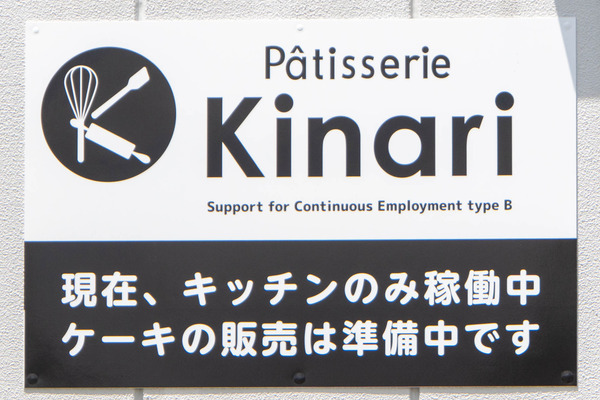 Pâtisserie
Kinari
Support for Continuous Employment type B
現在、キッチンのみ稼働中
ケーキの販売は準備中です